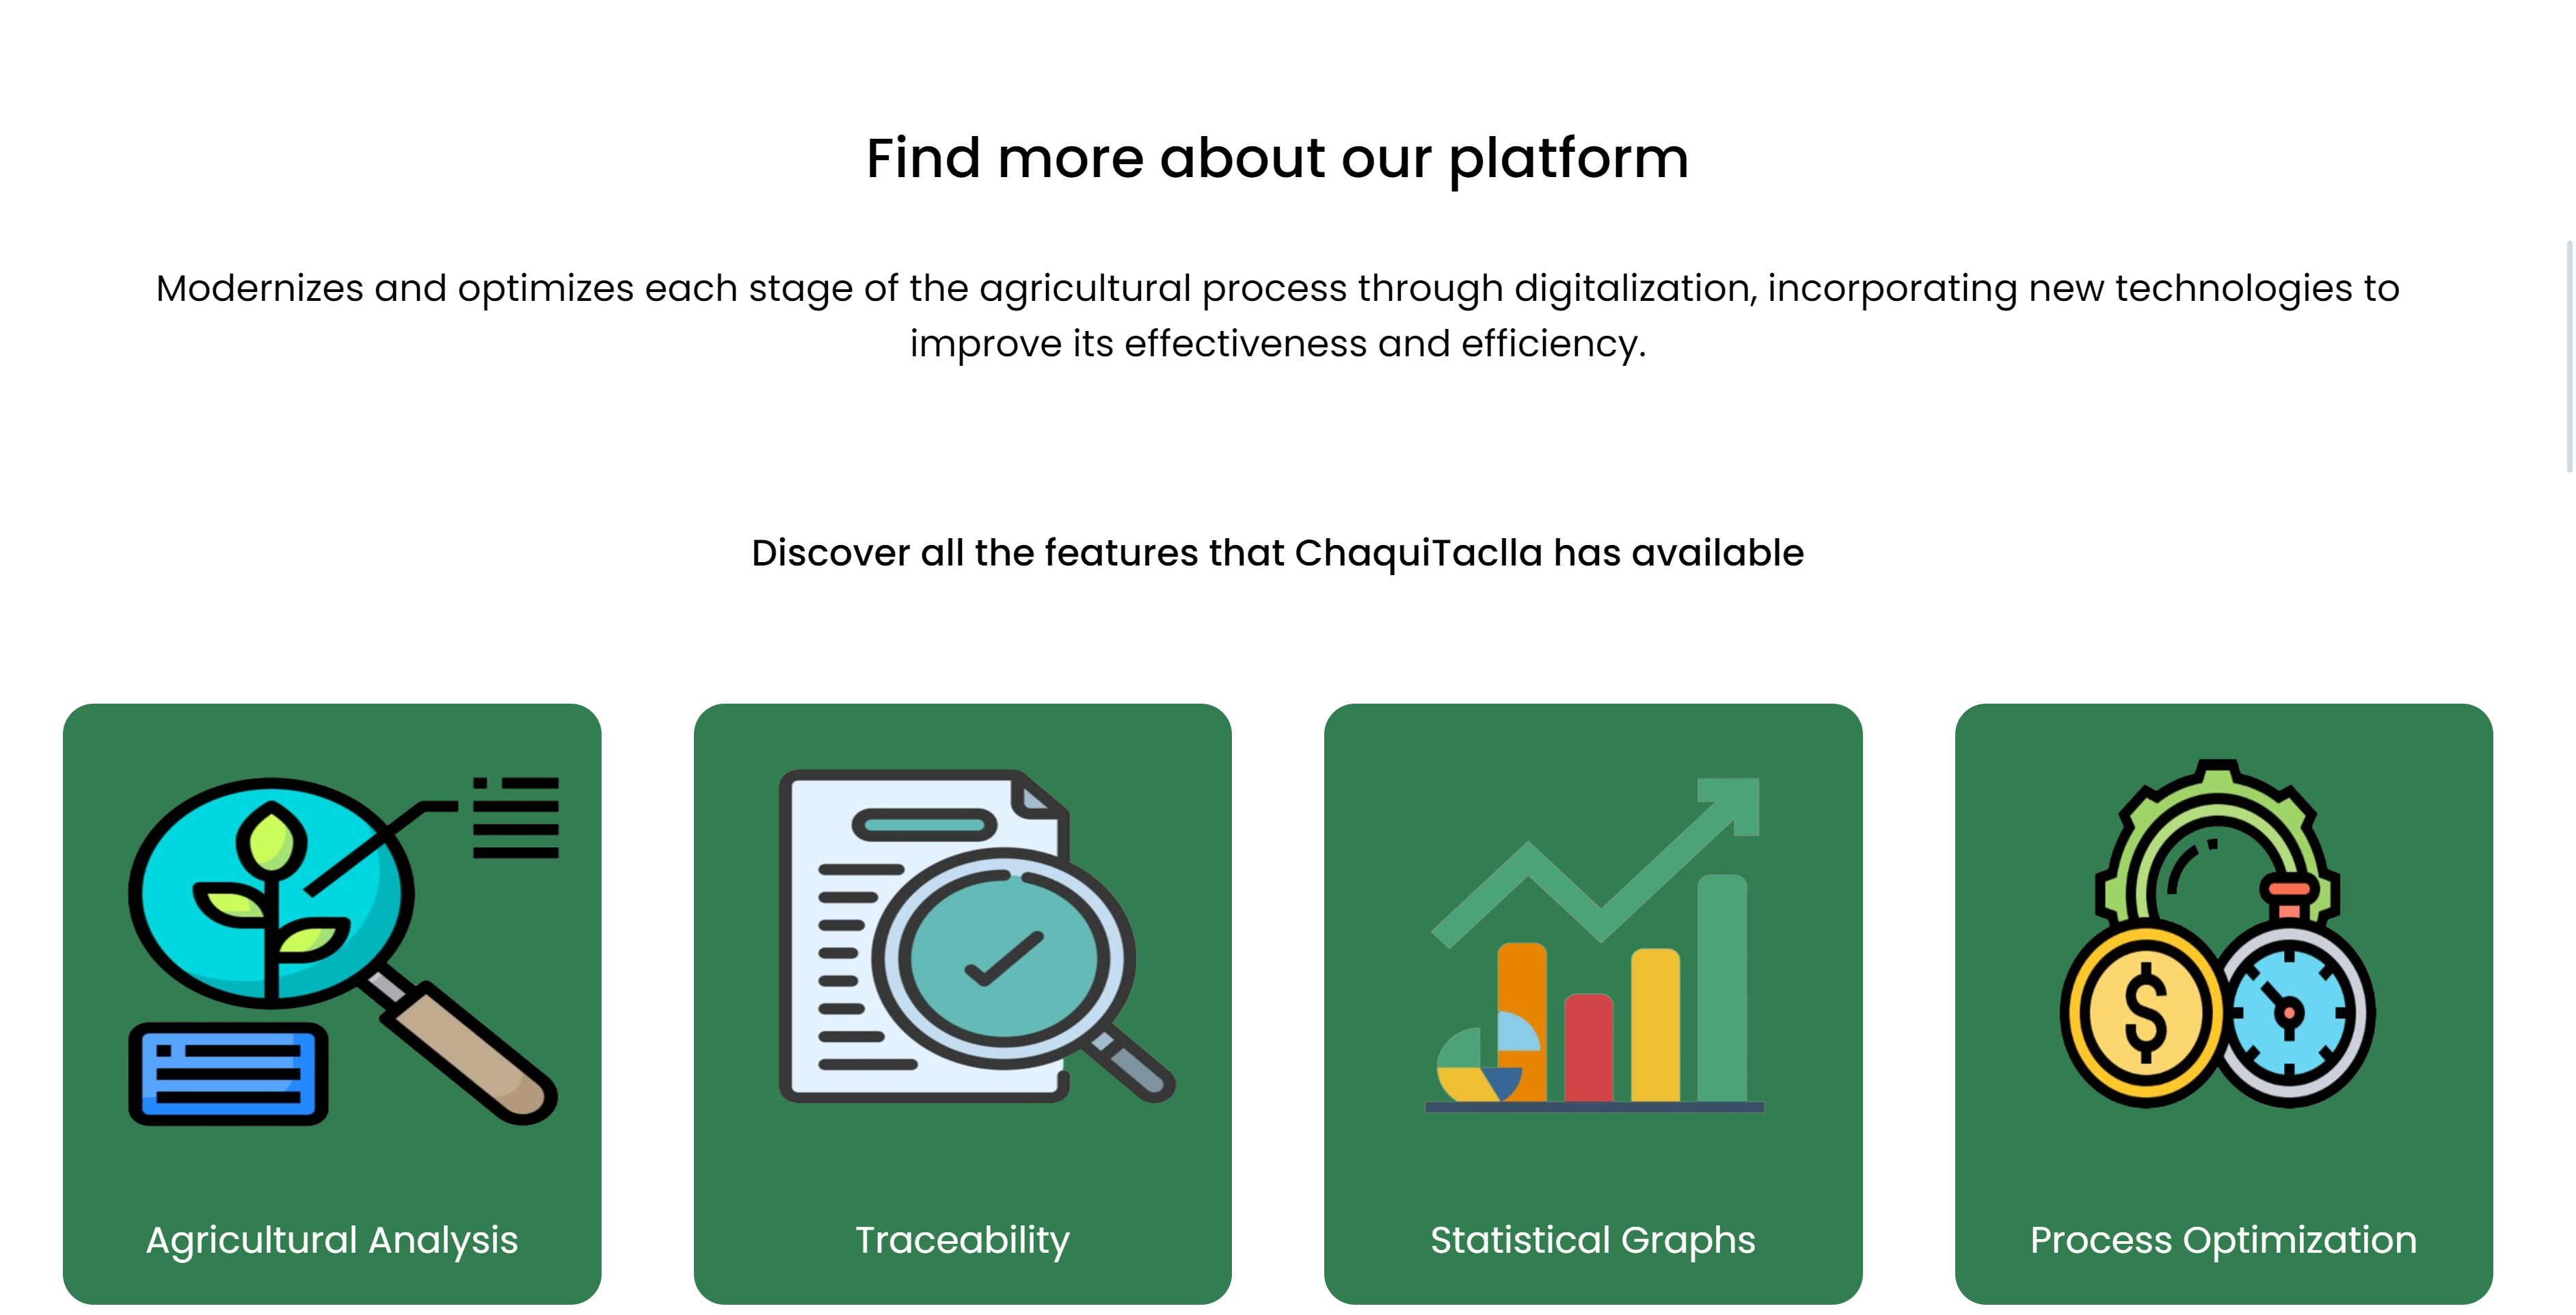 Find more about our platform
Modernizes and optimizes each stage of the agricultural process through digitalization, incorporating new technologies to
improve its effectiveness and efficiency.
Discover all the features that ChaquiTaclla has available
$
Agricultural Analysis
Traceability
Statistical Graphs
Process Optimization